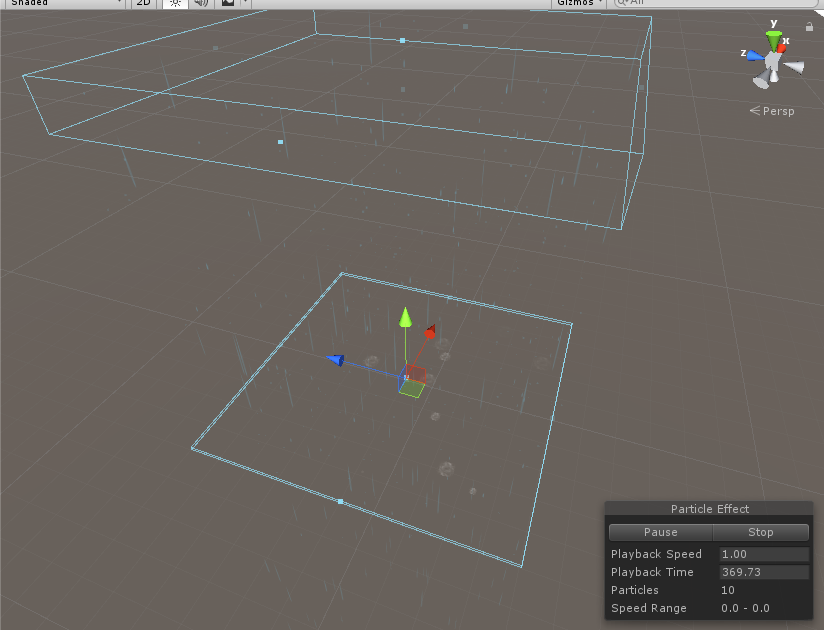 Shaded 2D Gizmos All
y
x
z
Persp
Particle Effect
Pause Stop
Playback Speed 1.00
Playback Time 369.73
Particles 10
Speed Range 0.0 - 0.0